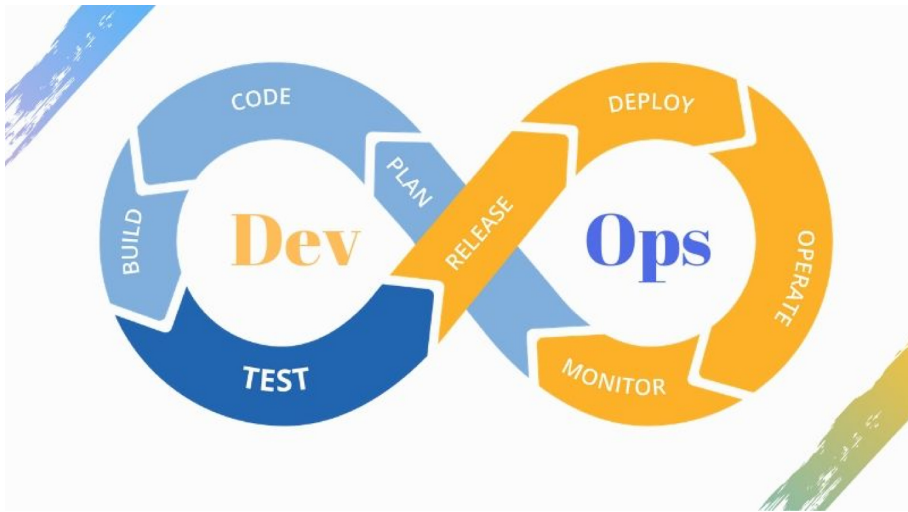 CODE
DEPLOY
PLAN
BUILD
Dev
RELEASE
Ops
OPERATE
TEST
MONITOR